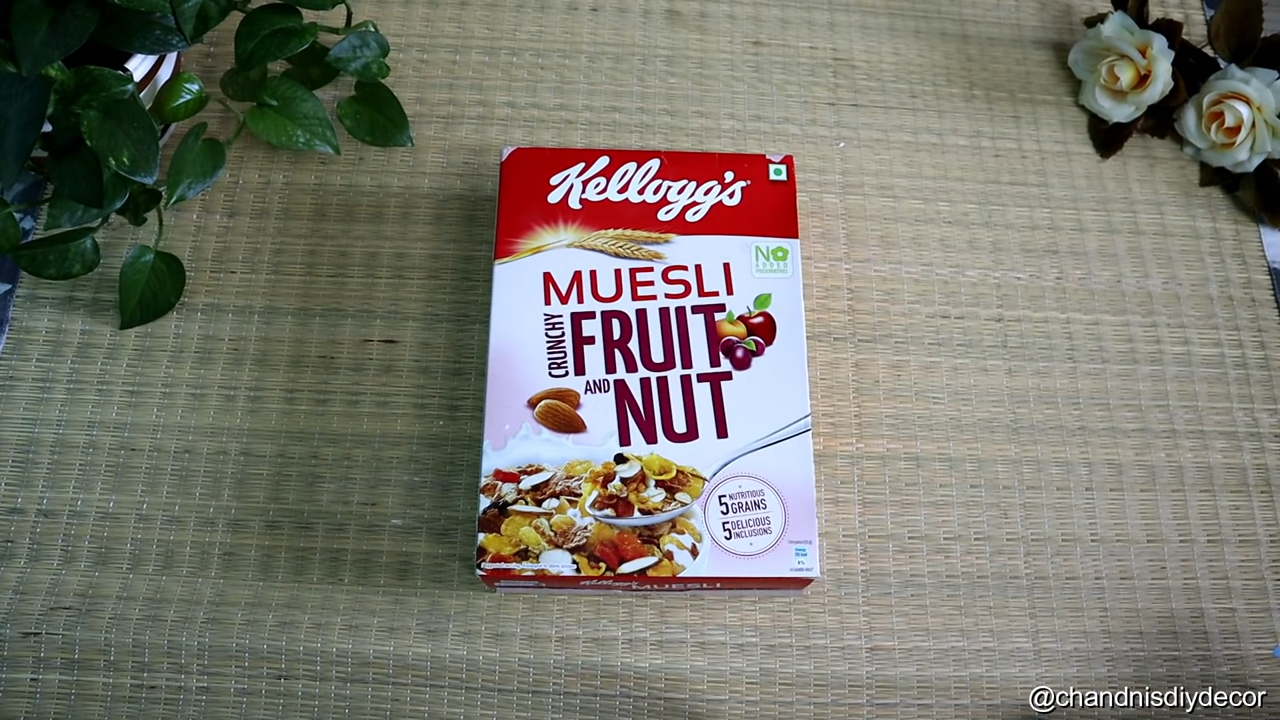 Kellogg's
NO
ADDED
PRESERVATIVES
MUESLI
CRUNCHY
FRUIT
AND
NUT
5 NUTRITIOUS
GRAINS
5 DELICIOUS
INCLUSIONS
Kellogg's MUESLI
@chandnisdiydecor